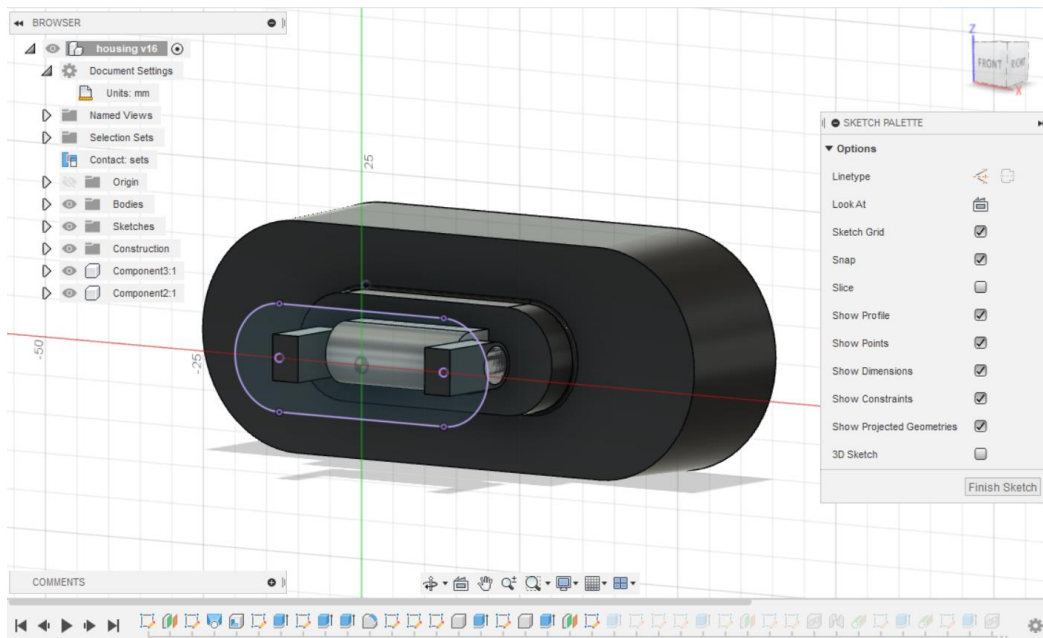 BROWSER
housing v16
Document Settings
Units: mm
Named Views
Selection Sets
Contact: sets
Origin
Bodies
Sketches
Construction
Component3:1
Component2:1
25
-25
-50
Z
FRONT
X
SKETCH PALETTE
Options
Linetype
Look At
Sketch Grid
Snap
Slice
Show Profile
Show Points
Show Dimensions
Show Constraints
Show Projected Geometries
3D Sketch
Finish Sketch
COMMENTS